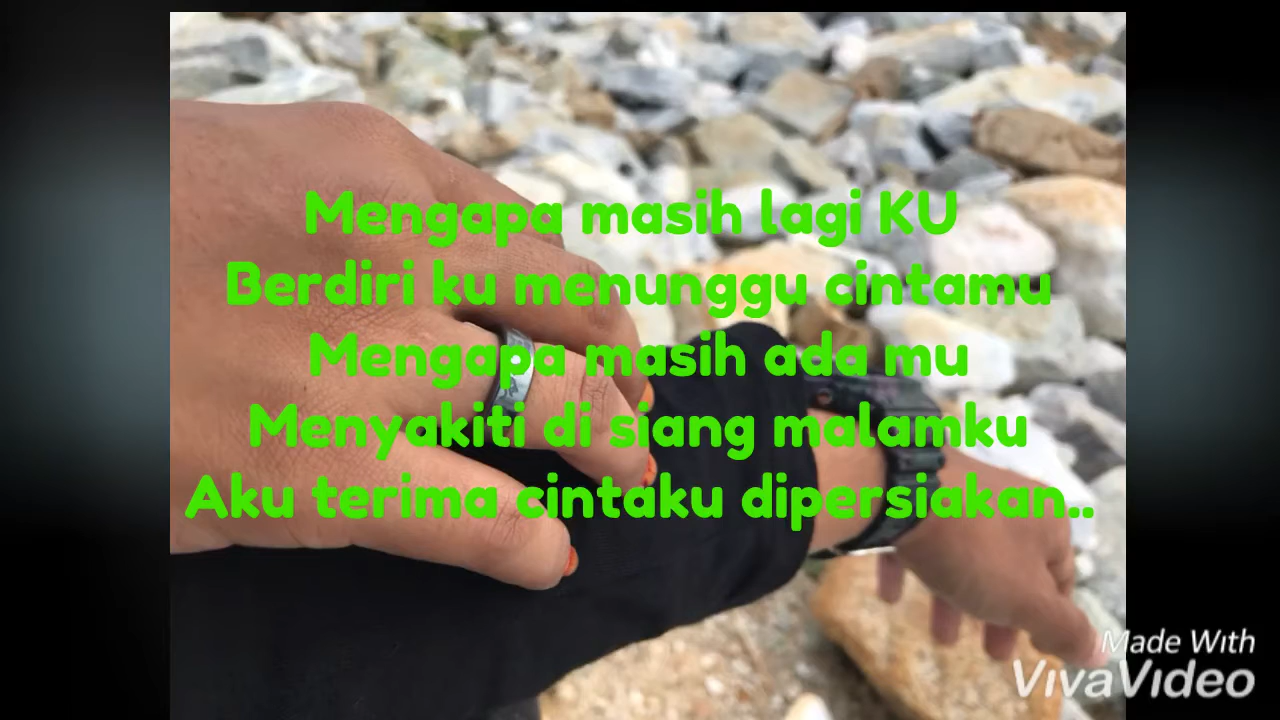 Mengapa masih lagi KU
Berdiri ku menunggu cintamu
Mengapa masih ada mu
Menyakiti di siang malamku
Aku terima cintaku dipersiakan..
Made With
VivaVideo